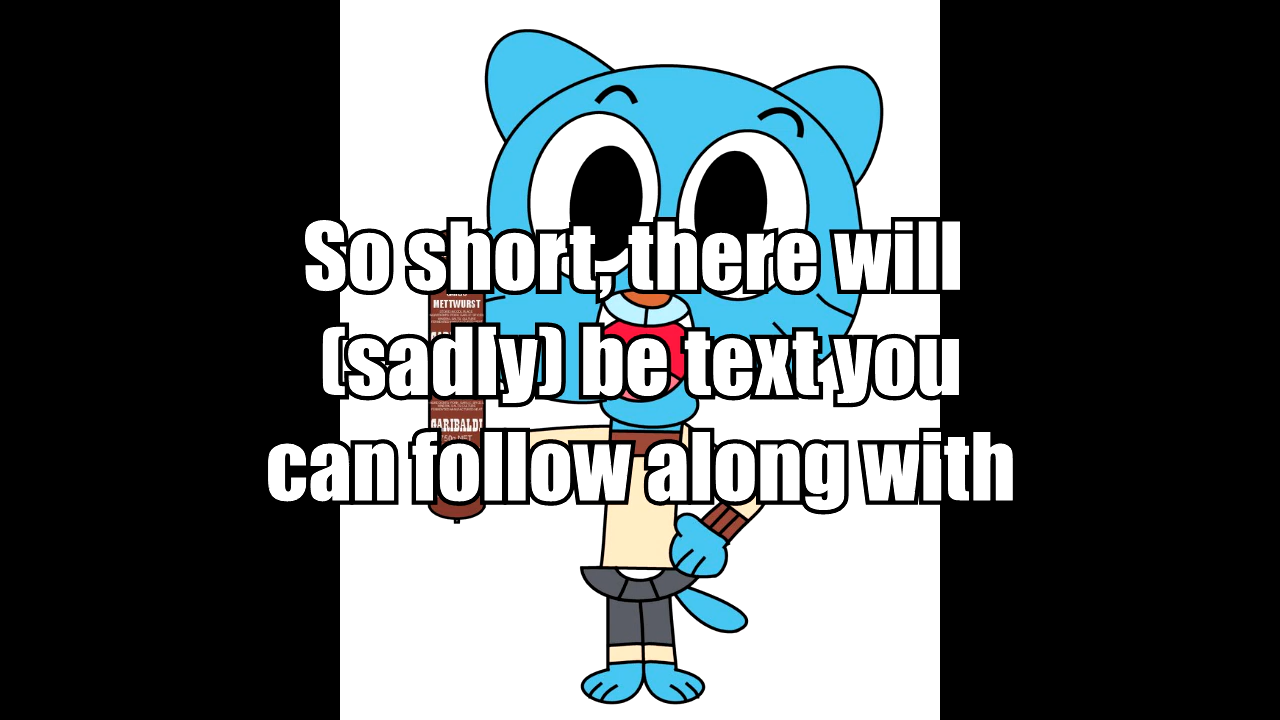 So short, there will
(sadly) be text you
can follow along with
METTWURST
GARIBALDI